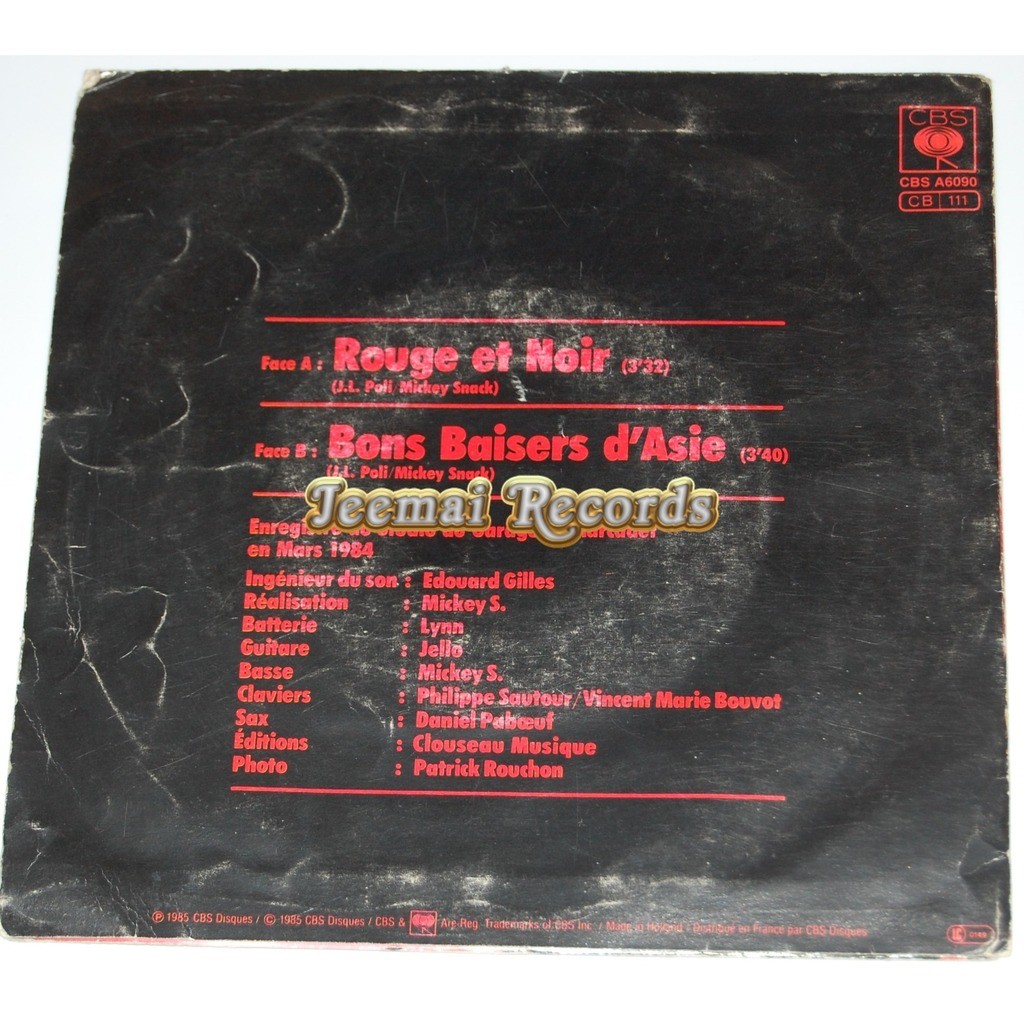 CBS
CBS A6090
CB 111
Face A : Rouge et Noir (3'32)
(J.L. Poli/Mickey Snack)
Face B : Bons Baisers d'Asie (3'40)
(J.L. Poli/Mickey Snack)
Jeemai Records
en Mars 1984
Ingénieur du son : Edouard Gilles
Réalisation : Mickey S.
Batterie : Lynn
Guitare : Jello
Basse : Mickey S.
Claviers : Philippe Sautour/Vincent Marie Bouvot
Sax : Daniel Pabœuf
Éditions : Clouseau Musique
Photo : Patrick Rouchon
℗ 1985 CBS Disques / © 1985 CBS Disques / CBS & Are Reg. Trademarks of CBS Inc. / Made in Holland - Distribué en France par CBS Disques
LC 0149